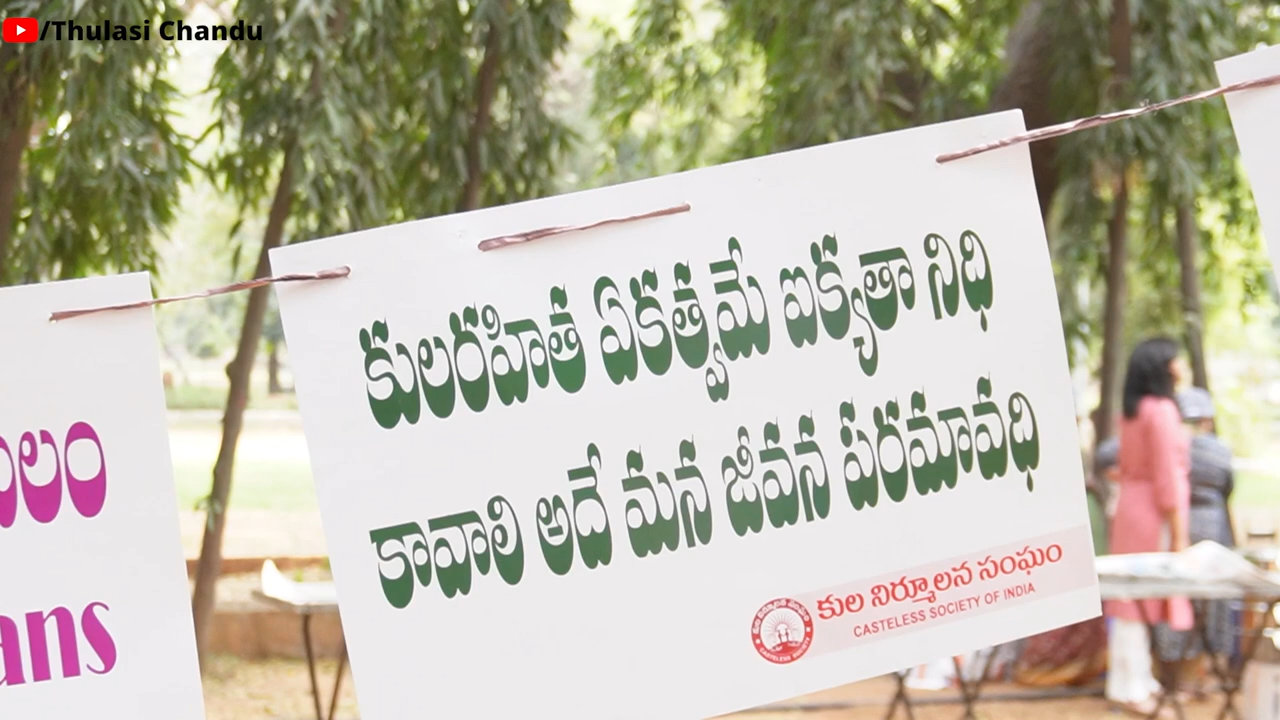 /Thulasi Chandu
కులరహిత ఏకత్వమే ఐక్యతా నిధి
కావాలి అదే మన జీవన పరమావధి
కుల నిర్మూలన సంఘం
CASTELESS SOCIETY OF INDIA
లం
ans